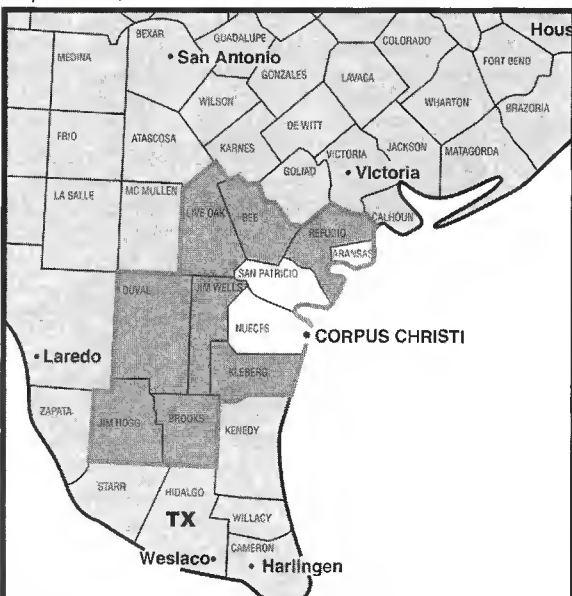 BEXAR
GUADALUPE
COLORADO
Hous
MEDINA
San Antonio
FORT BEND
GONZALES
LAVACA
WILSON
WHARTON
BRAZORIA
DE WITT
FRIO
ATASCOSA
KARNES
VICTORIA
JACKSON
MATAGORDA
GOLIAD
Victoria
LA SALLE
MC MULLEN
LIVE OAK
BEE
CALHOUN
REFUGIO
ARANSAS
SAN PATRICIO
DUVAL
JIM WELLS
NUECES
CORPUS CHRISTI
Laredo
KLEBERG
ZAPATA
JIM HOGG
BROOKS
KENEDY
STARR
HIDALGO
TX
WILLACY
CAMERON
Weslaco
Harlingen